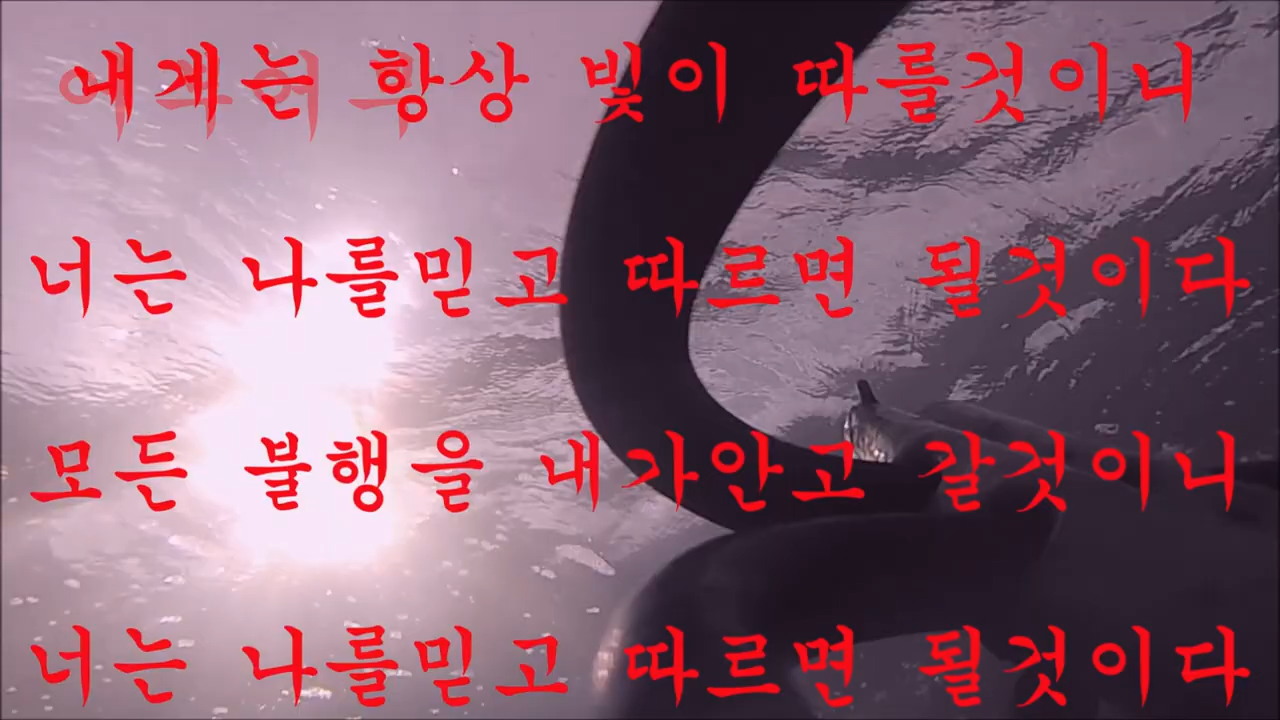 내게는 항상 빛이 따를것이니
너는 나를믿고 따르면 될것이다
모든 불행을 내가안고 갈것이니
너는 나를믿고 따르면 될것이다